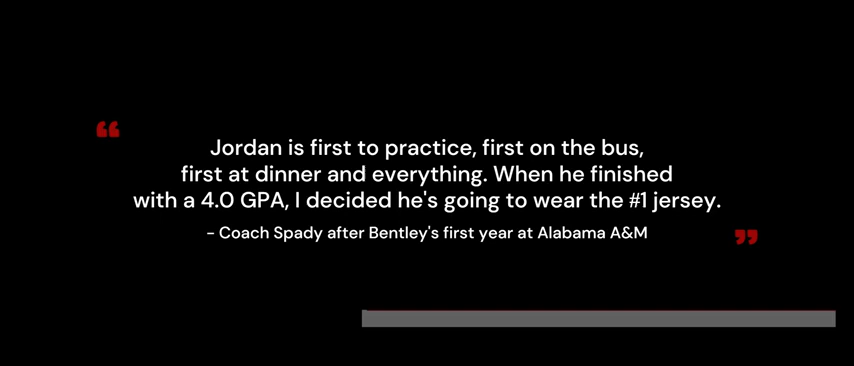 “
Jordan is first to practice, first on the bus,
first at dinner and everything. When he finished
with a 4.0 GPA, I decided he's going to wear the #1 jersey.
- Coach Spady after Bentley's first year at Alabama A&M
”